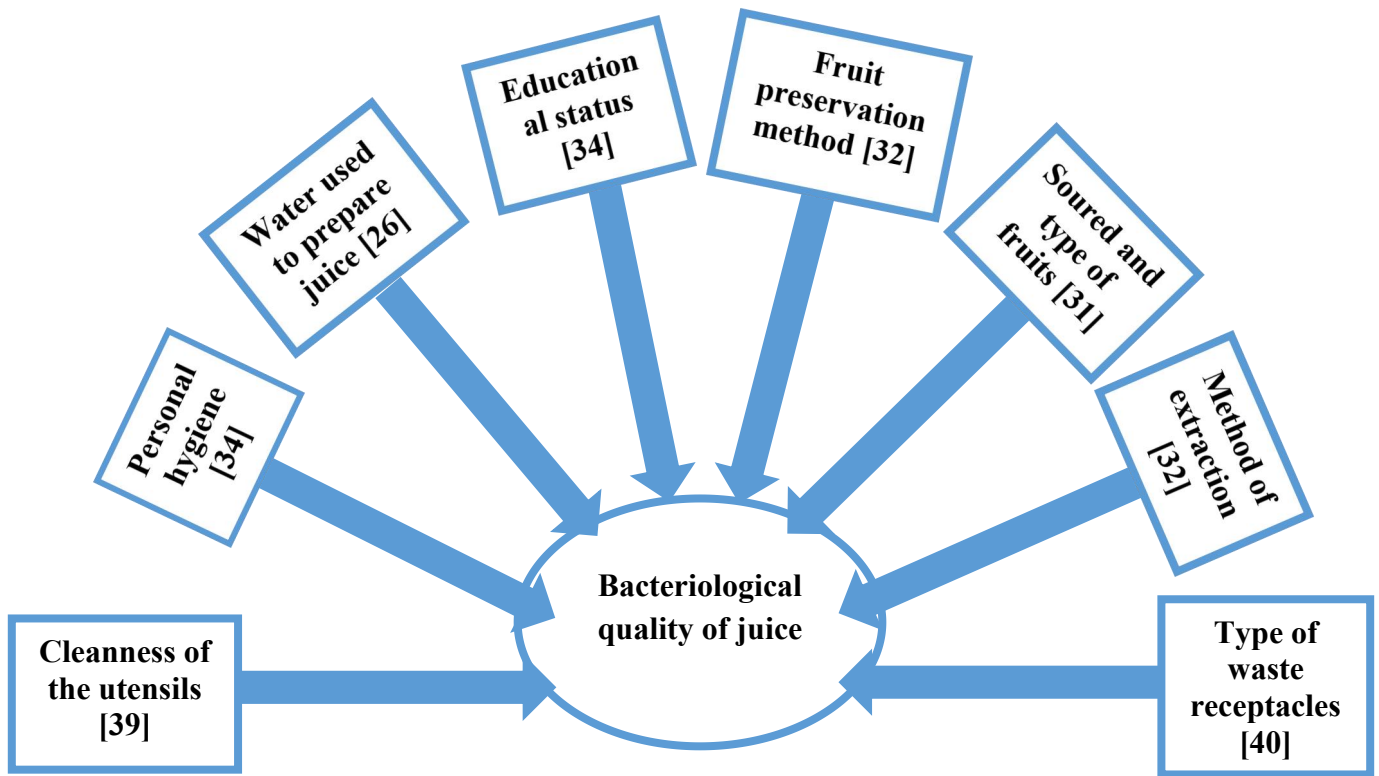 Education
al status
[34]
Fruit
preservation
method [32]
Water used
to prepare
juice [26]
Soured and
type of
fruits [31]
Personal
hygiene
[34]
Method of
extraction
[32]
Bacteriological
quality of juice
Cleanness of
the utensils
[39]
Type of
waste
receptacles
[40]